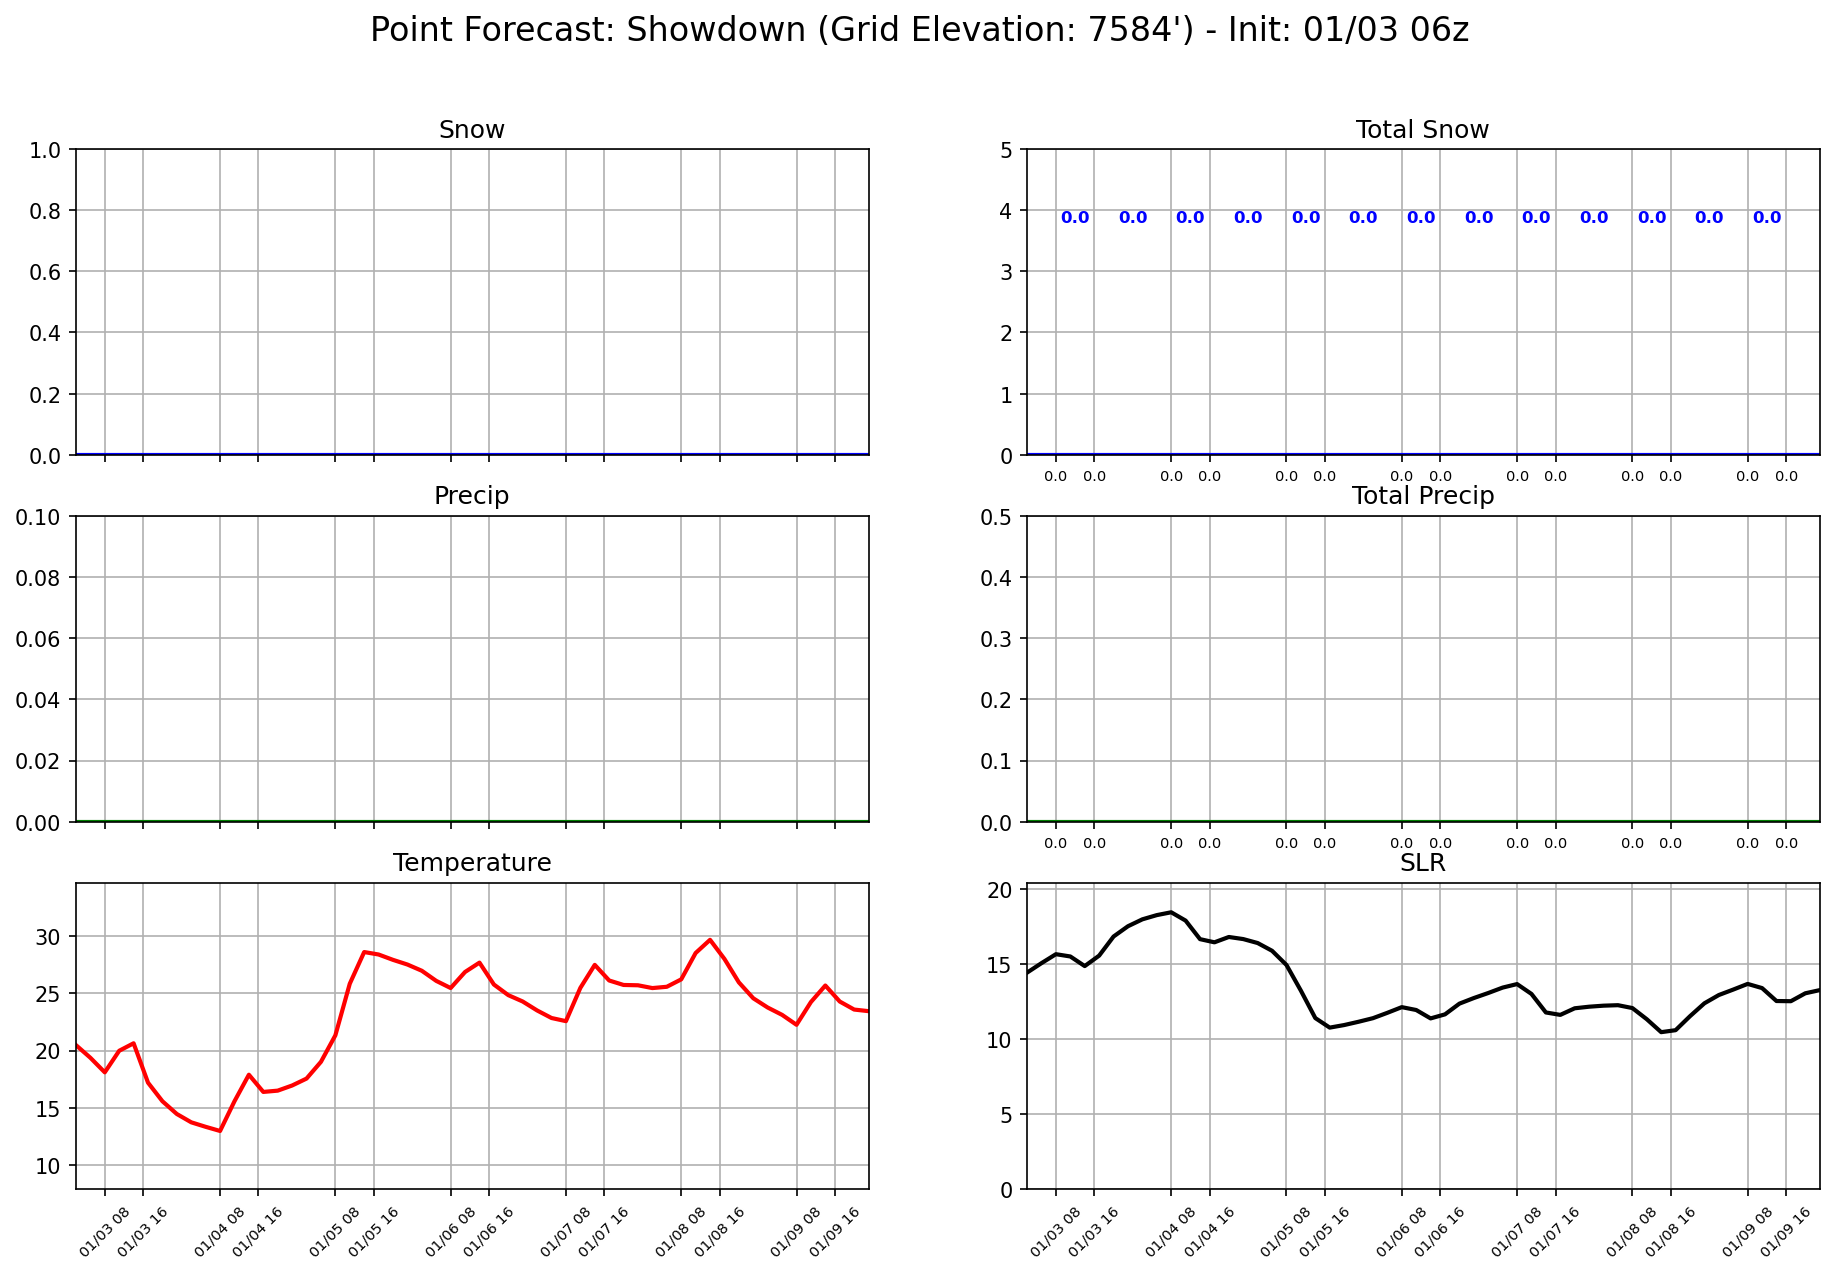 Point Forecast: Showdown (Grid Elevation: 7584') - Init: 01/03 06z
Snow
1.0
0.8
0.6
0.4
0.2
0.0
Total Snow
5
4
3
2
1
0
0.0 0.0 0.0 0.0 0.0 0.0 0.0 0.0 0.0 0.0 0.0 0.0 0.0
0.0 0.0 0.0 0.0 0.0 0.0 0.0 0.0 0.0 0.0 0.0 0.0 0.0 0.0
Precip
0.10
0.08
0.06
0.04
0.02
0.00
Total Precip
0.5
0.4
0.3
0.2
0.1
0.0
0.0 0.0 0.0 0.0 0.0 0.0 0.0 0.0 0.0 0.0 0.0 0.0 0.0 0.0
Temperature
30
25
20
15
10
01/03 08 01/03 16 01/04 08 01/04 16 01/05 08 01/05 16 01/06 08 01/06 16 01/07 08 01/07 16 01/08 08 01/08 16 01/09 08 01/09 16
SLR
20
15
10
5
0
01/03 08 01/03 16 01/04 08 01/04 16 01/05 08 01/05 16 01/06 08 01/06 16 01/07 08 01/07 16 01/08 08 01/08 16 01/09 08 01/09 16